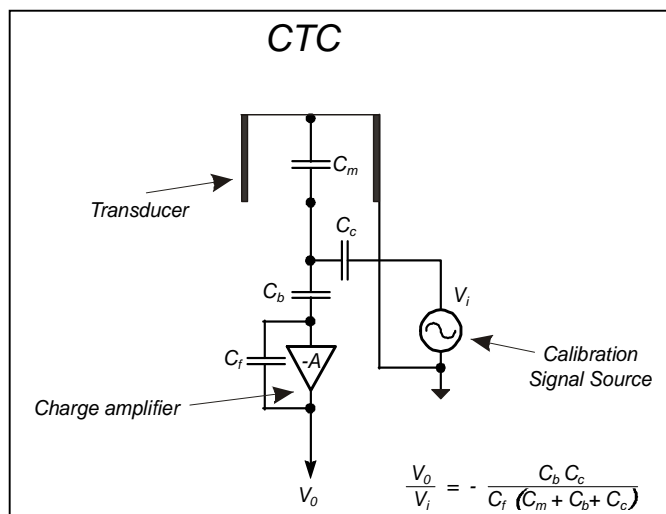 CTC
C_m
Transducer
C_c
C_b
V_i
C_f
-A
Calibration
Signal Source
Charge amplifier
V_0
V_0 / V_i = - C_b C_c / C_f (C_m + C_b + C_c)